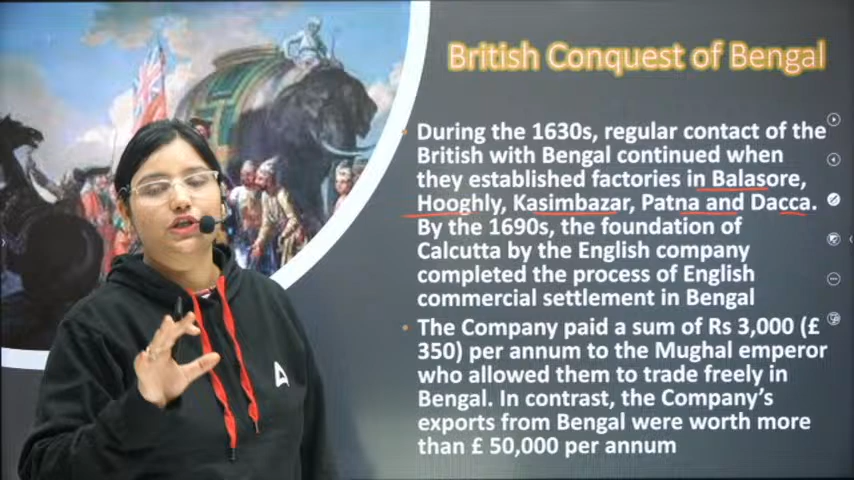 British Conquest of Bengal
• During the 1630s, regular contact of the
British with Bengal continued when
they established factories in Balasore,
Hooghly, Kasimbazar, Patna and Dacca.
By the 1690s, the foundation of
Calcutta by the English company
completed the process of English
commercial settlement in Bengal
• The Company paid a sum of Rs 3,000 (£
350) per annum to the Mughal emperor
who allowed them to trade freely in
Bengal. In contrast, the Company's
exports from Bengal were worth more
than £ 50,000 per annum